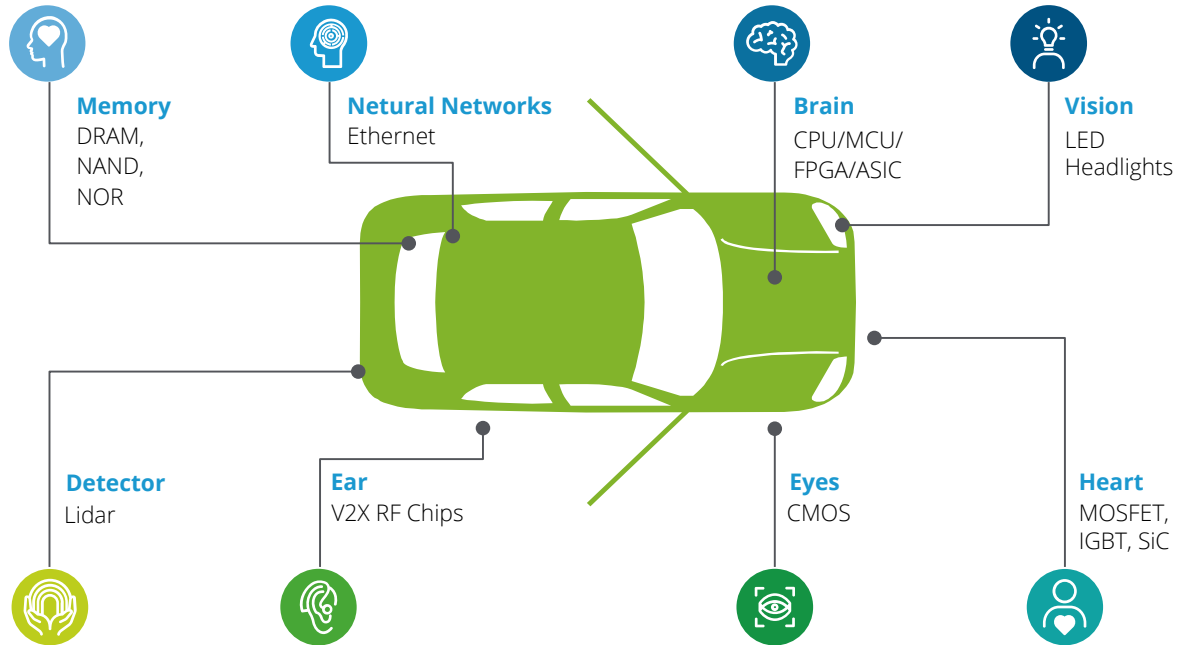 Memory
DRAM,
NAND,
NOR
Netural Networks
Ethernet
Brain
CPU/MCU/
FPGA/ASIC
Vision
LED
Headlights
Detector
Lidar
Ear
V2X RF Chips
Eyes
CMOS
Heart
MOSFET,
IGBT, SiC